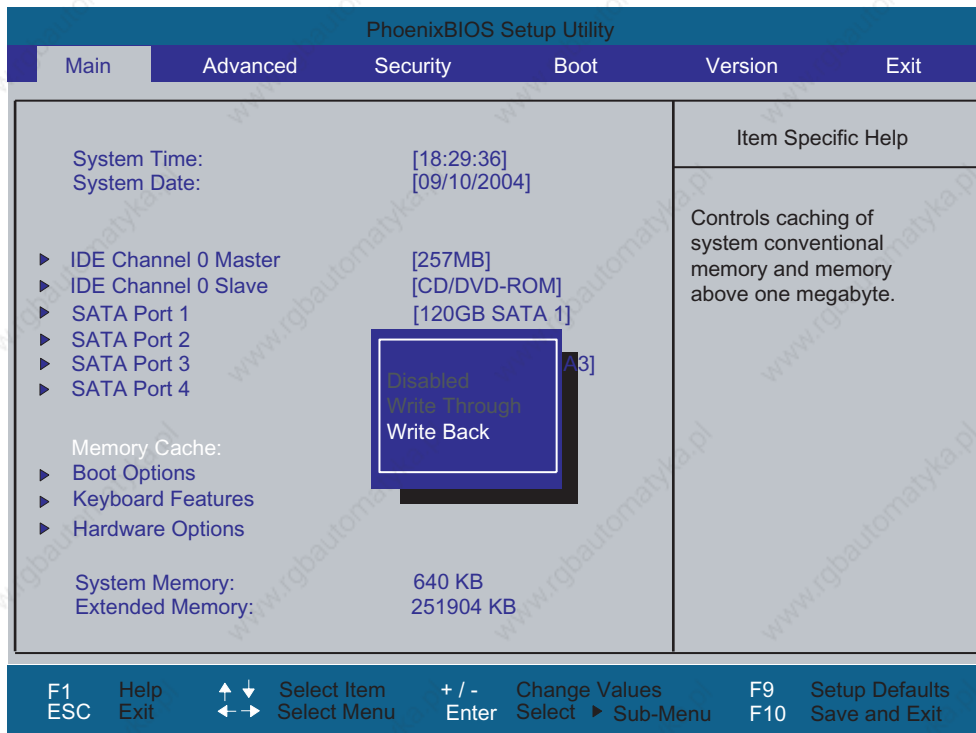 PhoenixBIOS Setup Utility
Main Advanced Security Boot Version Exit
Item Specific Help
System Time: [18:29:36]
System Date: [09/10/2004]
Controls caching of
system conventional
memory and memory
above one megabyte.
IDE Channel 0 Master [257MB]
IDE Channel 0 Slave [CD/DVD-ROM]
SATA Port 1 [120GB SATA 1]
SATA Port 2
SATA Port 3 A3]
SATA Port 4
Disabled
Write Through
Write Back
Memory Cache:
Boot Options
Keyboard Features
Hardware Options
System Memory: 640 KB
Extended Memory: 251904 KB
F1 Help Select Item + / - Change Values F9 Setup Defaults
ESC Exit Select Menu Enter Select Sub-Menu F10 Save and Exit
www.rgbautomatyka.pl